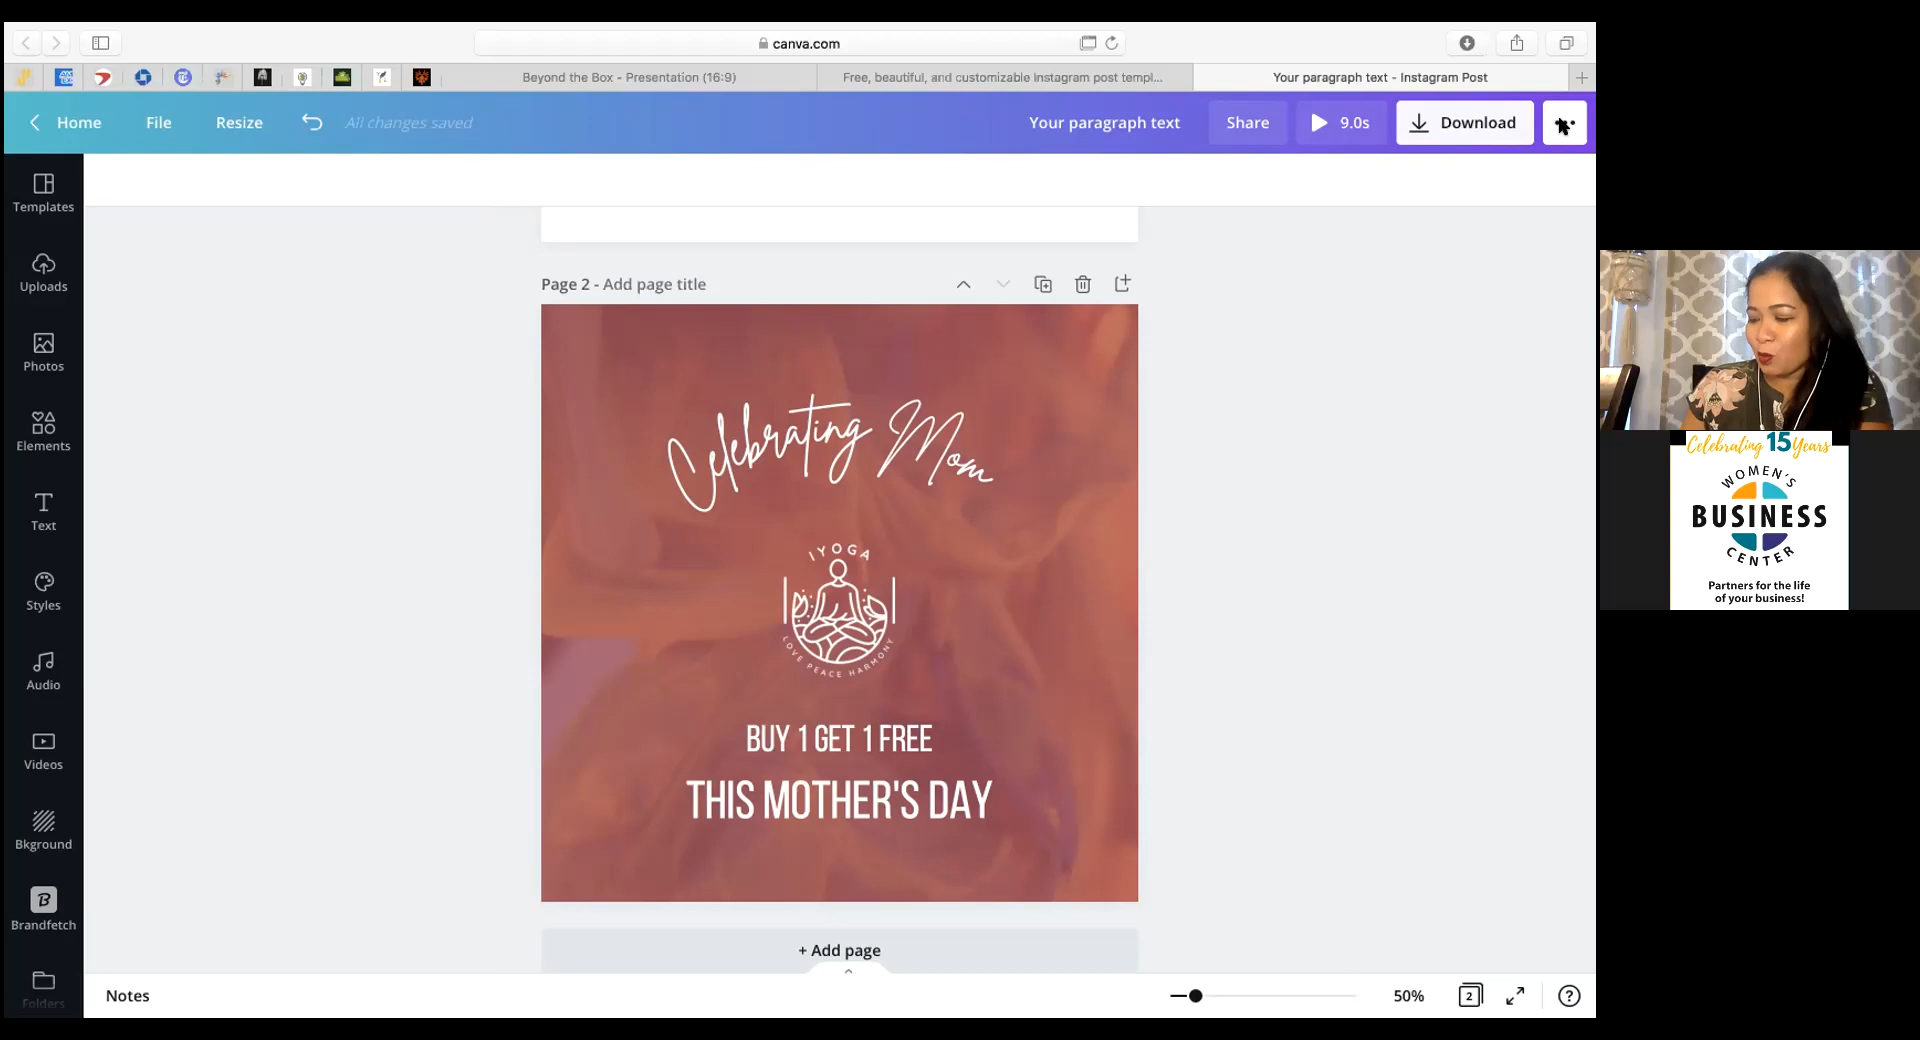 canva.com
Beyond the Box - Presentation (16:9)
Free, beautiful, and customizable Instagram post templ...
Your paragraph text - Instagram Post
Home
File
Resize
All changes saved
Your paragraph text
Share
9.0s
Download
Templates
Uploads
Photos
Elements
Text
Styles
Audio
Videos
Bkground
Brandfetch
Folders
Page 2 - Add page title
Celebrating Mom
IYOGA
LOVE PEACE HARMONY
BUY 1 GET 1 FREE
THIS MOTHER'S DAY
+ Add page
Notes
50%
2
Celebrating 15 Years
WOMEN'S
BUSINESS
CENTER
Partners for the life
of your business!